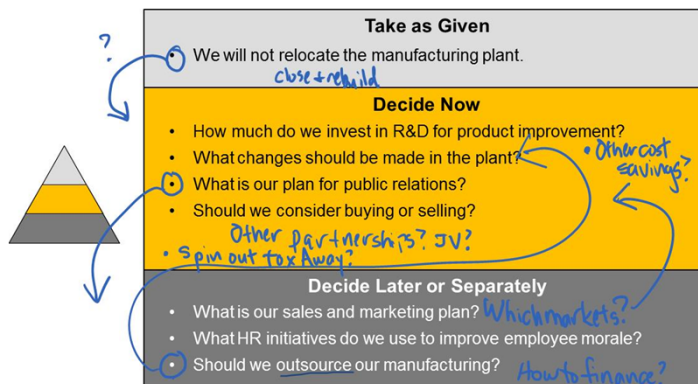 Take as Given
?
• We will not relocate the manufacturing plant.
close + rebuild
Decide Now
• How much do we invest in R&D for product improvement?
• What changes should be made in the plant?
• Other cost
savings?
• What is our plan for public relations?
• Should we consider buying or selling?
Other partnerships? JV?
• Spin out tox Away?
Decide Later or Separately
• What is our sales and marketing plan? Which markets?
• What HR initiatives do we use to improve employee morale?
• Should we outsource our manufacturing?
How to finance?